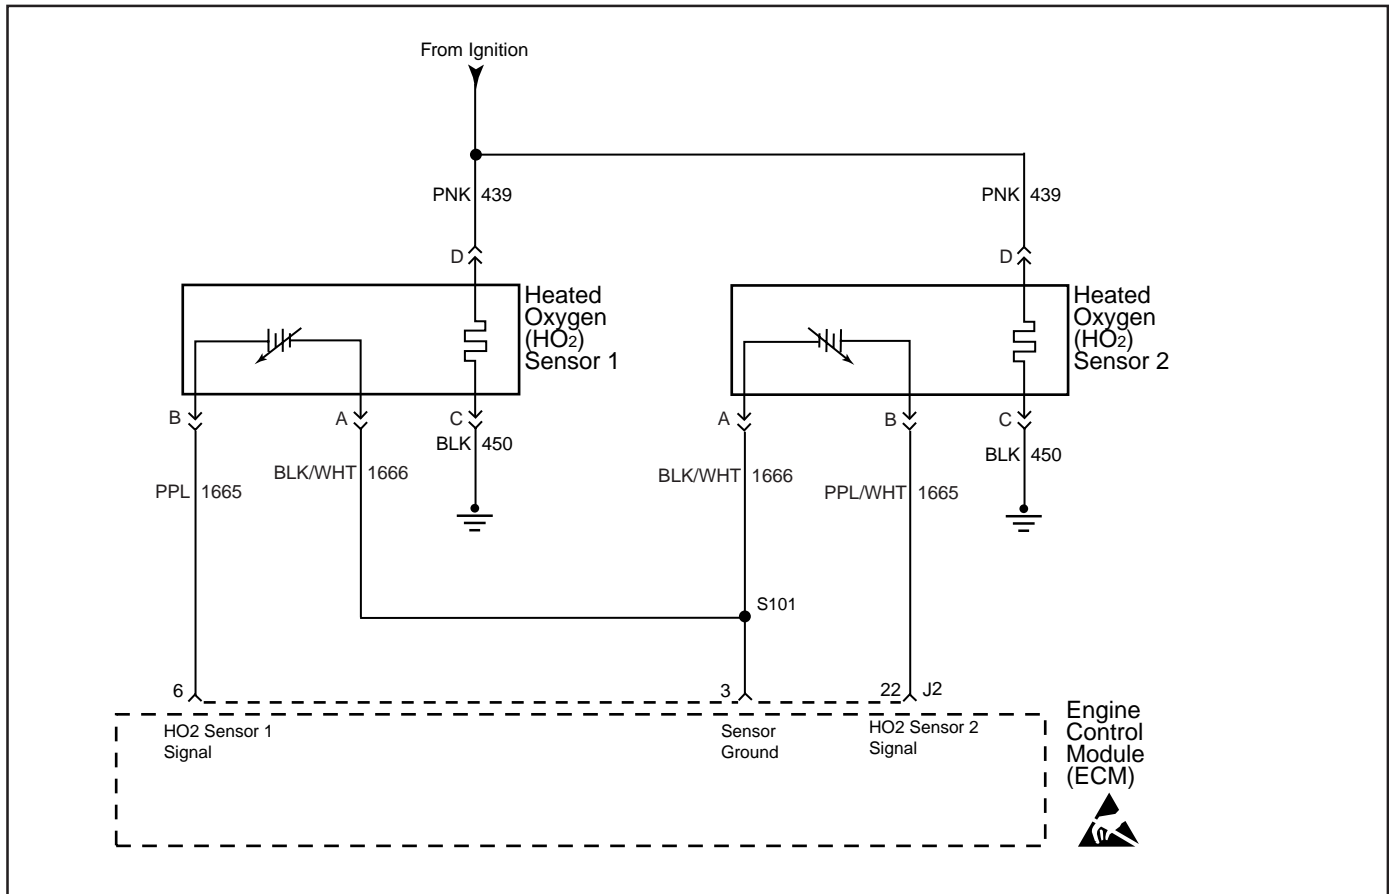 From Ignition
PNK 439
PNK 439
D
D
Heated
Oxygen
(HO2)
Sensor 1
Heated
Oxygen
(HO2)
Sensor 2
B
A
C
A
B
C
BLK 450
BLK 450
BLK/WHT 1666
BLK/WHT 1666
PPL 1665
PPL/WHT 1665
S101
6
3
22
J2
HO2 Sensor 1
Signal
Sensor
Ground
HO2 Sensor 2
Signal
Engine
Control
Module
(ECM)